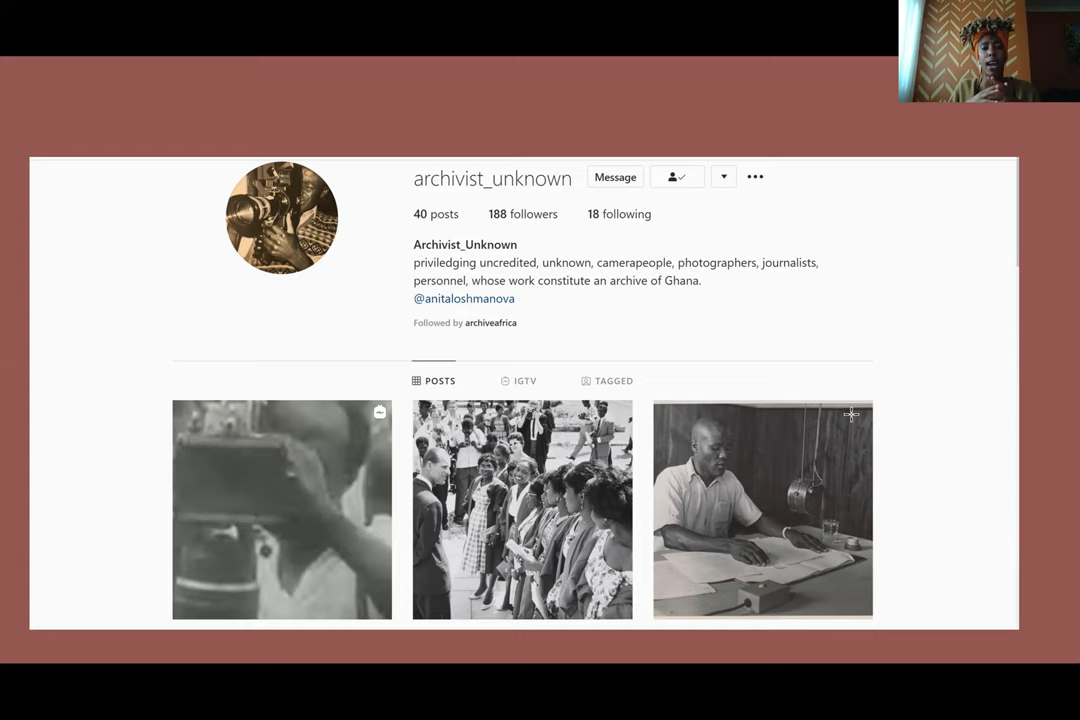 archivist_unknown Message
40 posts 188 followers 18 following
Archivist_Unknown
priviledging uncredited, unknown, camerapeople, photographers, journalists,
personnel, whose work constitute an archive of Ghana.
@anitaloshmanova
Followed by archiveafrica
POSTS IGTV TAGGED